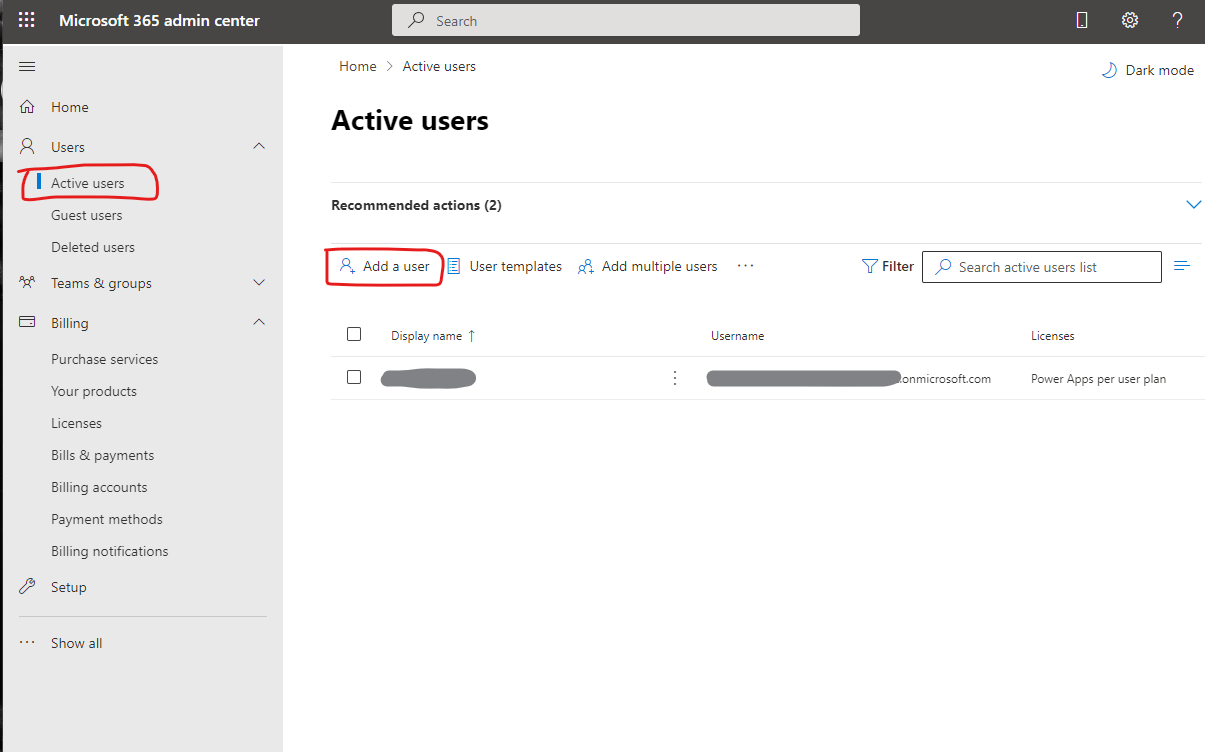 Microsoft 365 admin center
Search
?
Home
Users
Active users
Guest users
Deleted users
Teams & groups
Billing
Purchase services
Your products
Licenses
Bills & payments
Billing accounts
Payment methods
Billing notifications
Setup
Show all
Home > Active users
Dark mode
Active users
Recommended actions (2)
Add a user User templates Add multiple users ... Filter Search active users list
Display name ↑ Username Licenses
.onmicrosoft.com Power Apps per user plan